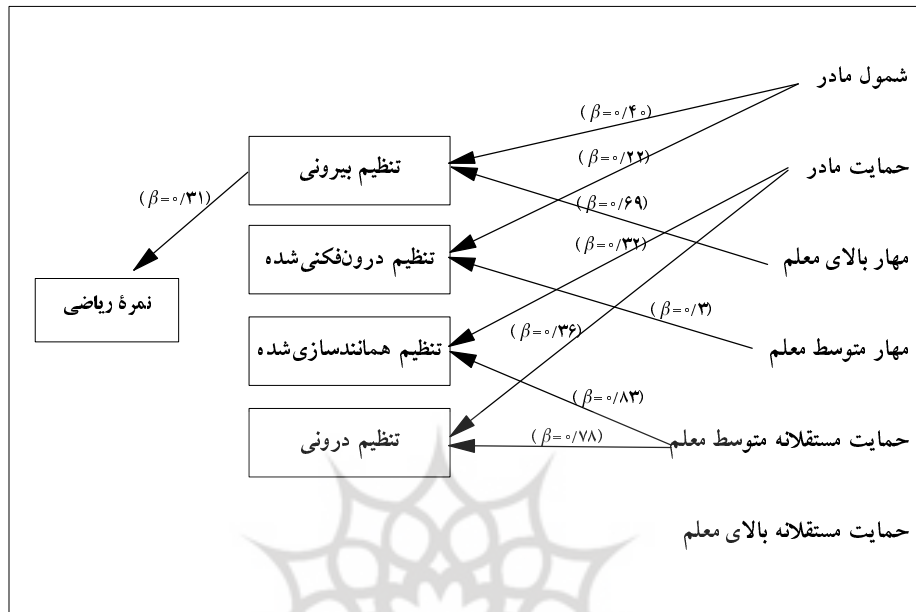 شمول مادر
(β=۰/۴۰)
حمایت مادر
(β=۰/۲۲)
تنظیم بیرونی
(β=۰/۳۱)
(β=۰/۶۹)
(β=۰/۳۲)
مهار بالای معلم
تنظیم درون‌فکنی‌شده
نمرۀ ریاضی
(β=۰/۳)
(β=۰/۳۶)
مهار متوسط معلم
تنظیم همانندسازی‌شده
(β=۰/۸۳)
حمایت مستقلانه متوسط معلم
(β=۰/۷۸)
تنظیم درونی
حمایت مستقلانه بالای معلم